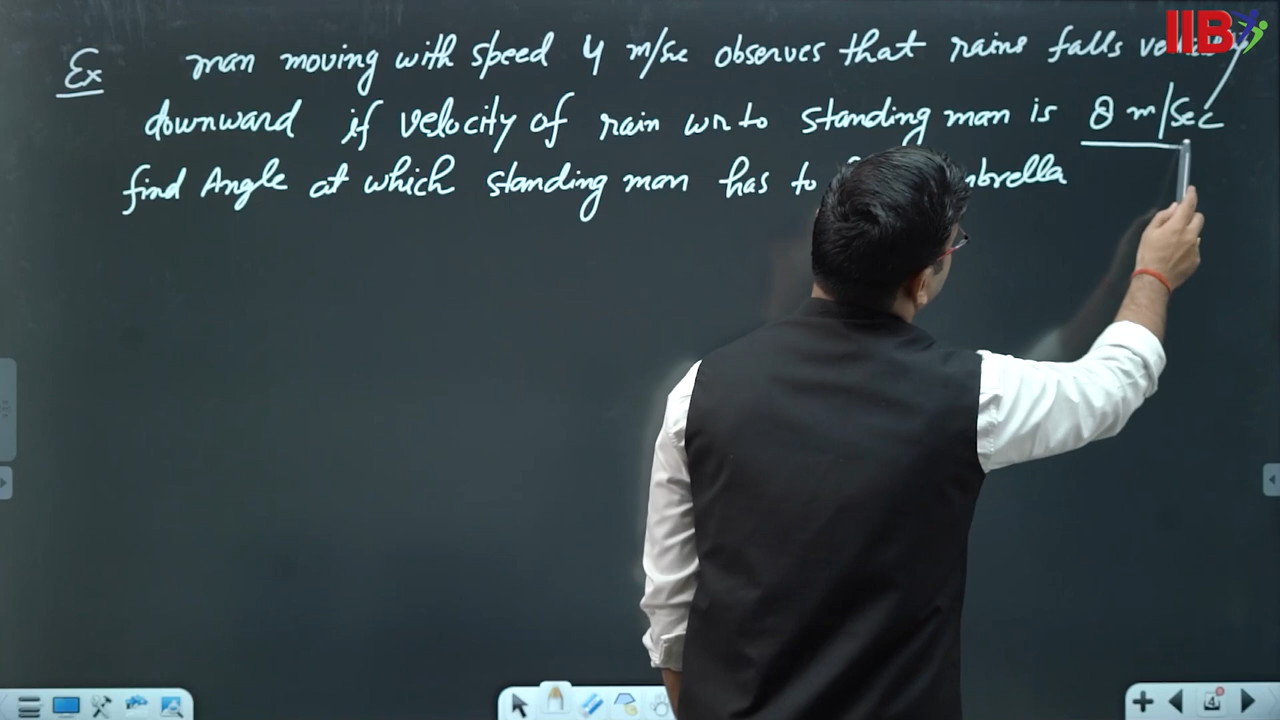 IIB
Ex man moving with speed 4 m/sec observes that rains falls
downward if velocity of rain wr to standing man is 8 m/sec
find Angle at which standing man has to
4